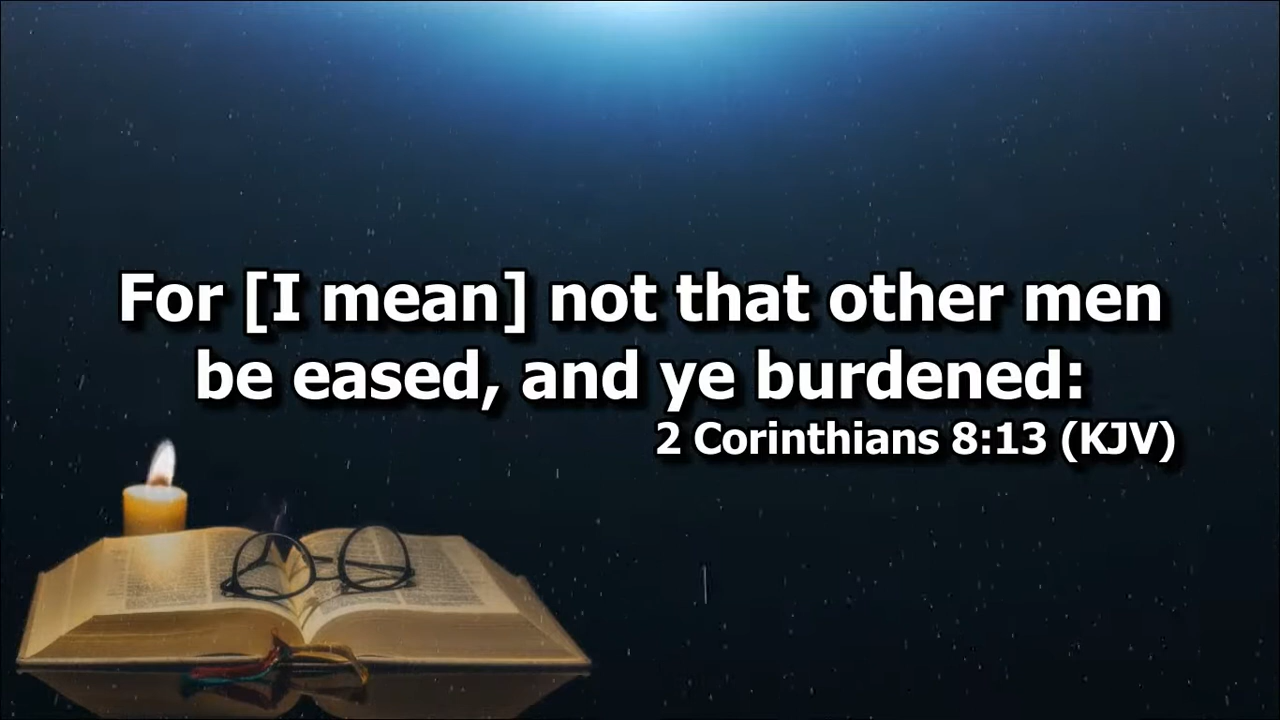 For [I mean] not that other men
be eased, and ye burdened:
2 Corinthians 8:13 (KJV)